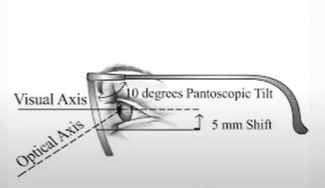 10 degrees Pantoscopic Tilt
Visual Axis
5 mm Shift
Optical Axis